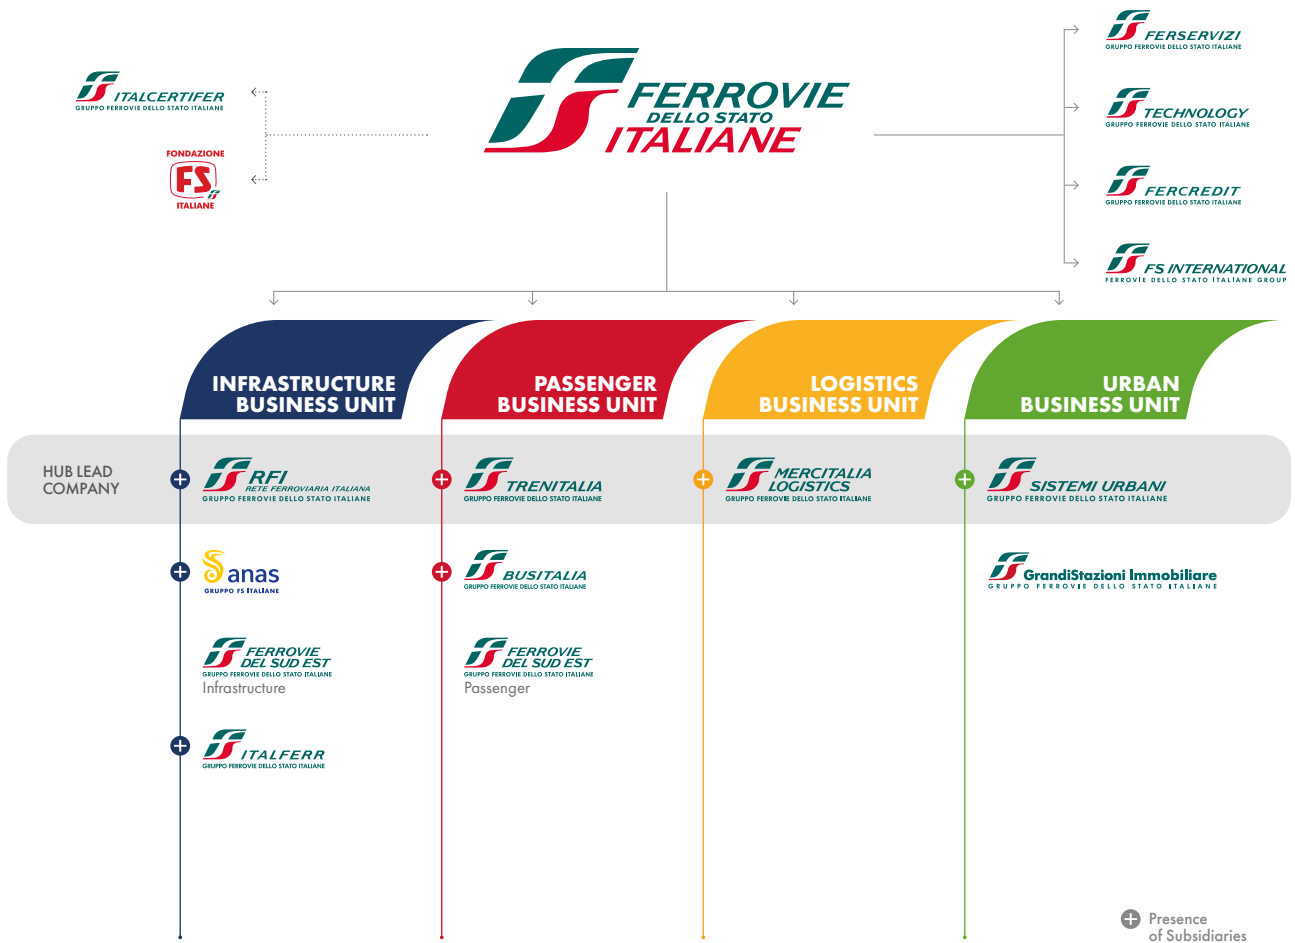 FERROVIE
DELLO STATO
ITALIANE
ITALCERTIFER
GRUPPO FERROVIE DELLO STATO ITALIANE
FONDAZIONE
FS
ITALIANE
FERSERVIZI
GRUPPO FERROVIE DELLO STATO ITALIANE
TECHNOLOGY
GRUPPO FERROVIE DELLO STATO ITALIANE
FERCREDIT
GRUPPO FERROVIE DELLO STATO ITALIANE
FS INTERNATIONAL
FERROVIE DELLO STATO ITALIANE GROUP
INFRASTRUCTURE
BUSINESS UNIT
PASSENGER
BUSINESS UNIT
LOGISTICS
BUSINESS UNIT
URBAN
BUSINESS UNIT
HUB LEAD
COMPANY
RFI
RETE FERROVIARIA ITALIANA
GRUPPO FERROVIE DELLO STATO ITALIANE
TRENITALIA
GRUPPO FERROVIE DELLO STATO ITALIANE
MERCITALIA
LOGISTICS
GRUPPO FERROVIE DELLO STATO ITALIANE
SISTEMI URBANI
GRUPPO FERROVIE DELLO STATO ITALIANE
anas
GRUPPO FS ITALIANE
BUSITALIA
GRUPPO FERROVIE DELLO STATO ITALIANE
GrandiStazioni Immobiliare
GRUPPO FERROVIE DELLO STATO ITALIANE
FERROVIE
DEL SUD EST
GRUPPO FERROVIE DELLO STATO ITALIANE
Infrastructure
FERROVIE
DEL SUD EST
GRUPPO FERROVIE DELLO STATO ITALIANE
Passenger
ITALFERR
GRUPPO FERROVIE DELLO STATO ITALIANE
Presence
of Subsidiaries